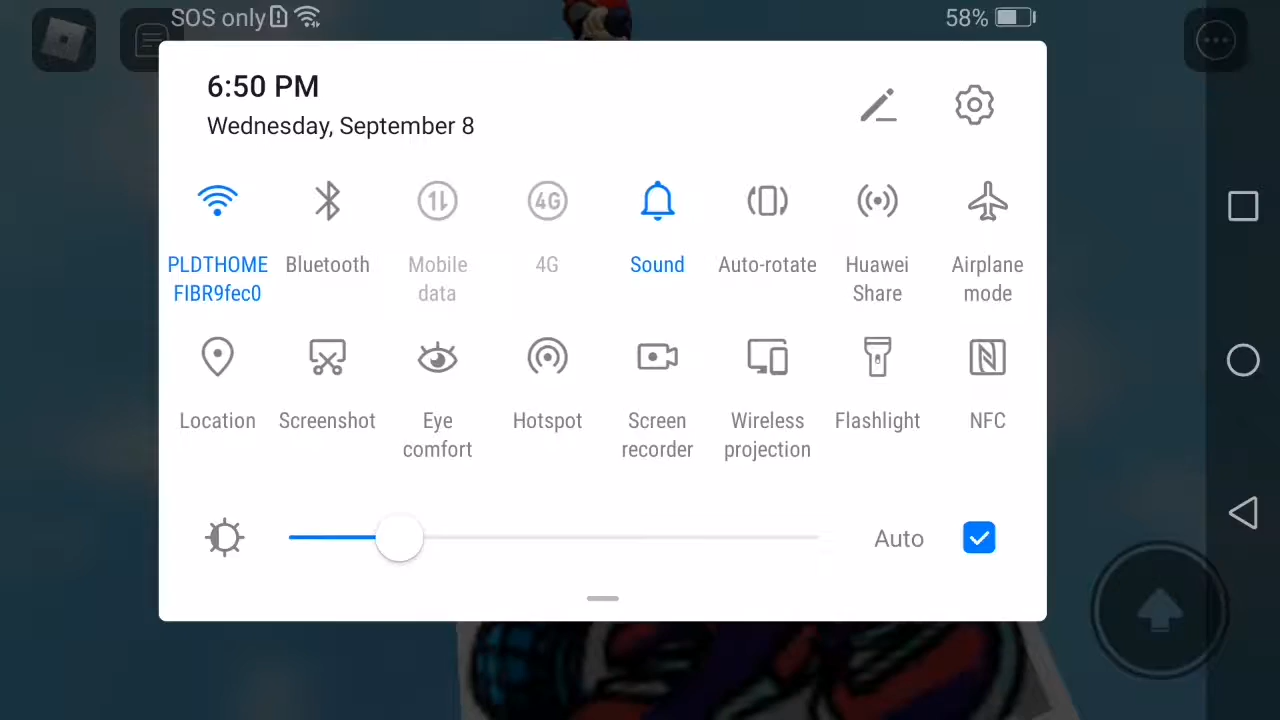 SOS only
58%
6:50 PM
Wednesday, September 8
PLDTHOME
FIBR9fec0
Bluetooth
Mobile
data
4G
4G
Sound
Auto-rotate
Huawei
Share
Airplane
mode
Location
Screenshot
Eye
comfort
Hotspot
Screen
recorder
Wireless
projection
Flashlight
NFC
Auto